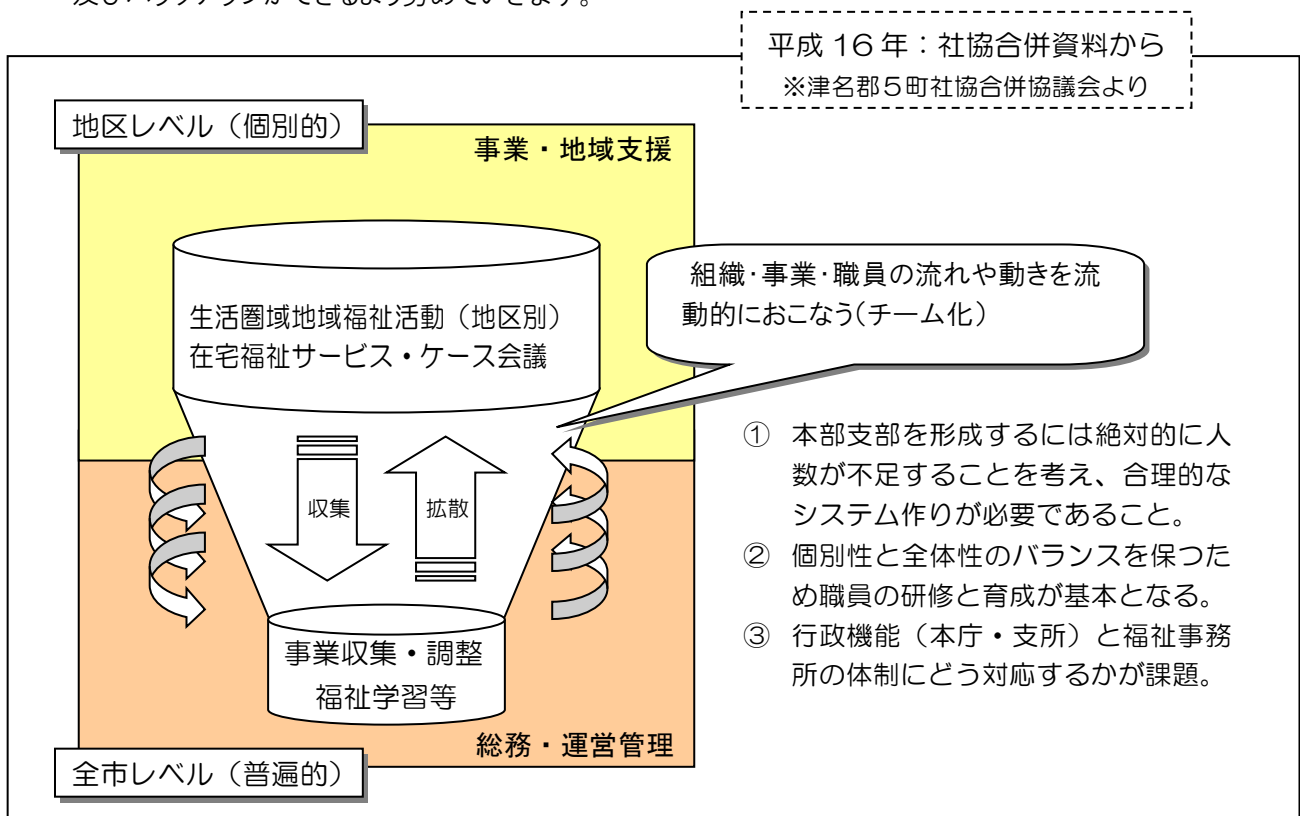 平成 16 年：社協合併資料から
※津名郡５町社協合併協議会より
地区レベル（個別的）
事業・地域支援
生活圏域地域福祉活動（地区別）
在宅福祉サービス・ケース会議
組織･事業･職員の流れや動きを流
動的におこなう(チーム化)
収集
拡散
① 本部支部を形成するには絶対的に人
数が不足することを考え、合理的な
システム作りが必要であること。
② 個別性と全体性のバランスを保つた
め職員の研修と育成が基本となる。
③ 行政機能（本庁・支所）と福祉事務
所の体制にどう対応するかが課題。
事業収集・調整
福祉学習等
総務・運営管理
全市レベル（普遍的）